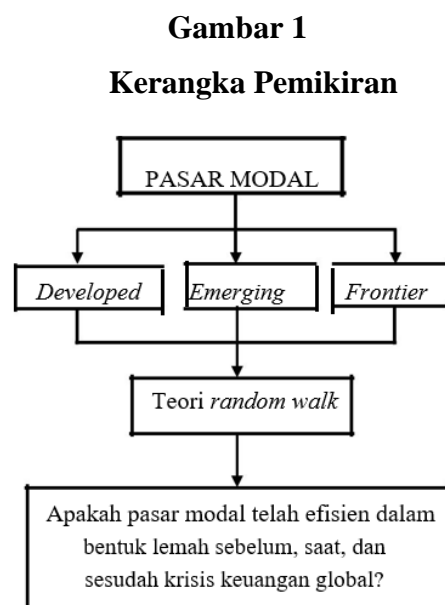 Gambar 1
Kerangka Pemikiran
PASAR MODAL
Developed
Emerging
Frontier
Teori random walk
Apakah pasar modal telah efisien dalam
bentuk lemah sebelum, saat, dan
sesudah krisis keuangan global?